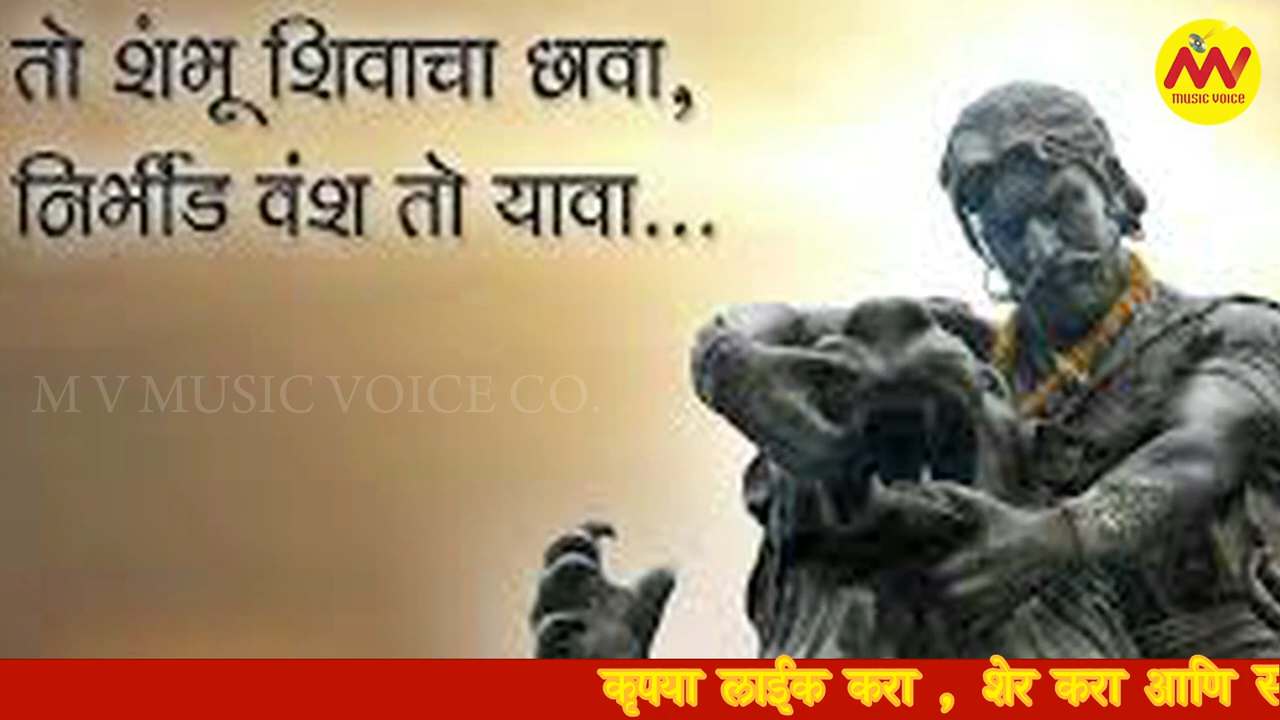 तो शंभू शिवाचा छावा,
निर्भीड वंश तो यावा...
MUSIC VOICE
M V MUSIC VOICE CO.
कृपया लाईक करा , शेर करा आणि